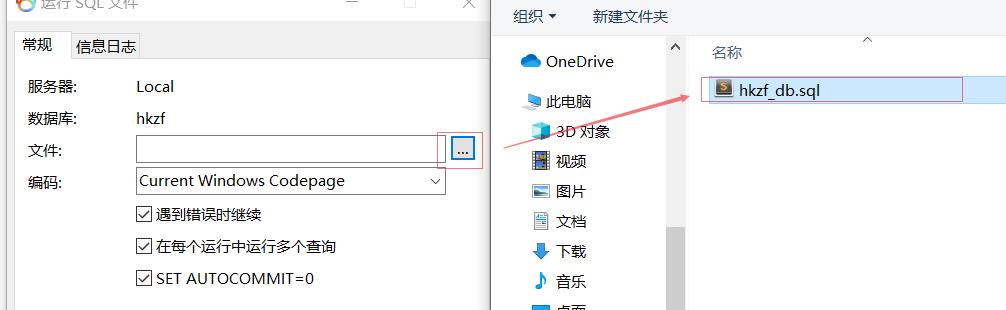 运行 SQL 文件
常规
信息日志
服务器:
Local
数据库:
hkzf
文件:
...
编码:
Current Windows Codepage
遇到错误时继续
在每个运行中运行多个查询
SET AUTOCOMMIT=0
组织
新建文件夹
OneDrive
此电脑
3D 对象
视频
图片
文档
下载
音乐
桌面
名称
hkzf_db.sql